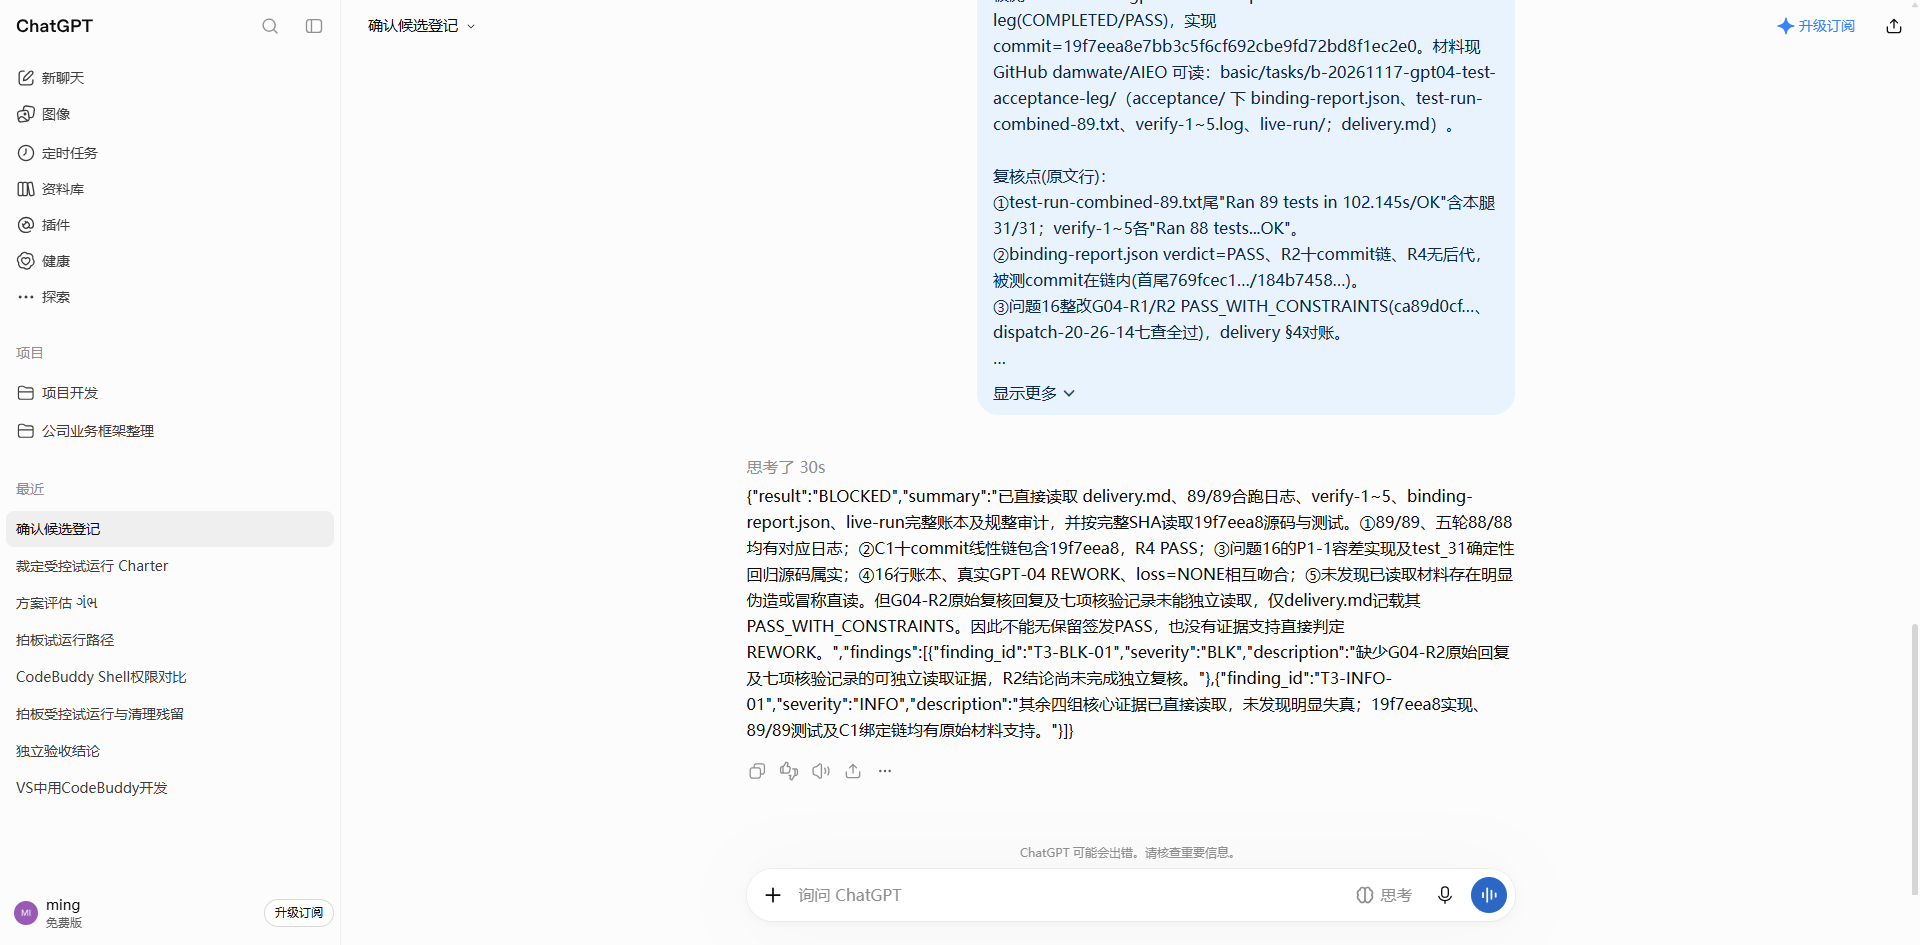 ChatGPT
新聊天
图像
定时任务
资料库
插件
健康
探索
项目
项目开发
公司业务框架整理
最近
确认候选登记
裁定受控试运行 Charter
方案评估
拍板试运行路径
CodeBuddy Shell权限对比
拍板受控试运行与清理残留
独立验收结论
VS中用CodeBuddy开发
MI
ming
免费版
升级订阅
确认候选登记
升级订阅
leg(COMPLETED/PASS)，实现
commit=19f7eea8e7bb3c5f6cf692cbe9fd72bd8f1ec2e0。材料现
GitHub damwate/AIEO 可读：basic/tasks/b-20261117-gpt04-test-
acceptance-leg/（acceptance/ 下 binding-report.json、test-run-
combined-89.txt、verify-1~5.log、live-run/；delivery.md）。
复核点(原文行)：
①test-run-combined-89.txt尾"Ran 89 tests in 102.145s/OK"含本腿
31/31；verify-1~5各"Ran 88 tests...OK"。
②binding-report.json verdict=PASS、R2十commit链、R4无后代，
被测commit在链内(首尾769fcec1.../184b7458...)。
③问题16整改G04-R1/R2 PASS_WITH_CONSTRAINTS(ca89d0cf...、
dispatch-20-26-14七查全过)，delivery §4对账。
...
显示更多
思考了 30s
{"result":"BLOCKED","summary":"已直接读取 delivery.md、89/89合跑日志、verify-1~5、binding-
report.json、live-run完整账本及规整审计，并按完整SHA读取19f7eea8源码与测试。①89/89、五轮88/88
均有对应日志；②C1十commit线性链包含19f7eea8，R4 PASS；③问题16的P1-1容差实现及test_31确定性
回归源码属实；④16行账本、真实GPT-04 REWORK、loss=NONE相互吻合；⑤未发现已读取材料存在明显
伪造或冒称直读。但G04-R2原始复核回复及七项核验记录未能独立读取，仅delivery.md记载其
PASS_WITH_CONSTRAINTS。因此不能无保留签发PASS，也没有证据支持直接判定
REWORK。","findings":[{"finding_id":"T3-BLK-01","severity":"BLK","description":"缺少G04-R2原始回复
及七项核验记录的可独立读取证据，R2结论尚未完成独立复核。"},{"finding_id":"T3-INFO-
01","severity":"INFO","description":"其余四组核心证据已直接读取，未发现明显失真；19f7eea8实现、
89/89测试及C1绑定链均有原始材料支持。"}]}
ChatGPT 可能会出错。请核查重要信息。
询问 ChatGPT
思考